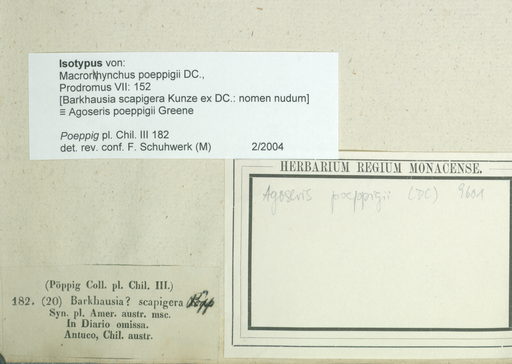 Isotypus von:
Macrorhynchus poeppigii DC.,
Prodromus VII: 152
[Barkhausia scapigera Kunze ex DC.: nomen nudum]
≡ Agoseris poeppigii Greene
Poeppig pl. Chil. III 182
det. rev. conf. F. Schuhwerk (M) 2/2004
HERBARIUM REGIUM MONACENSE.
Agoseris poeppigii (DC) 9601
(Pöppig Coll. pl. Chil. III.)
182. (20) Barkhausia? scapigera
Syn. pl. Amer. austr. msc.
In Diario omissa.
Antuco, Chil. austr.